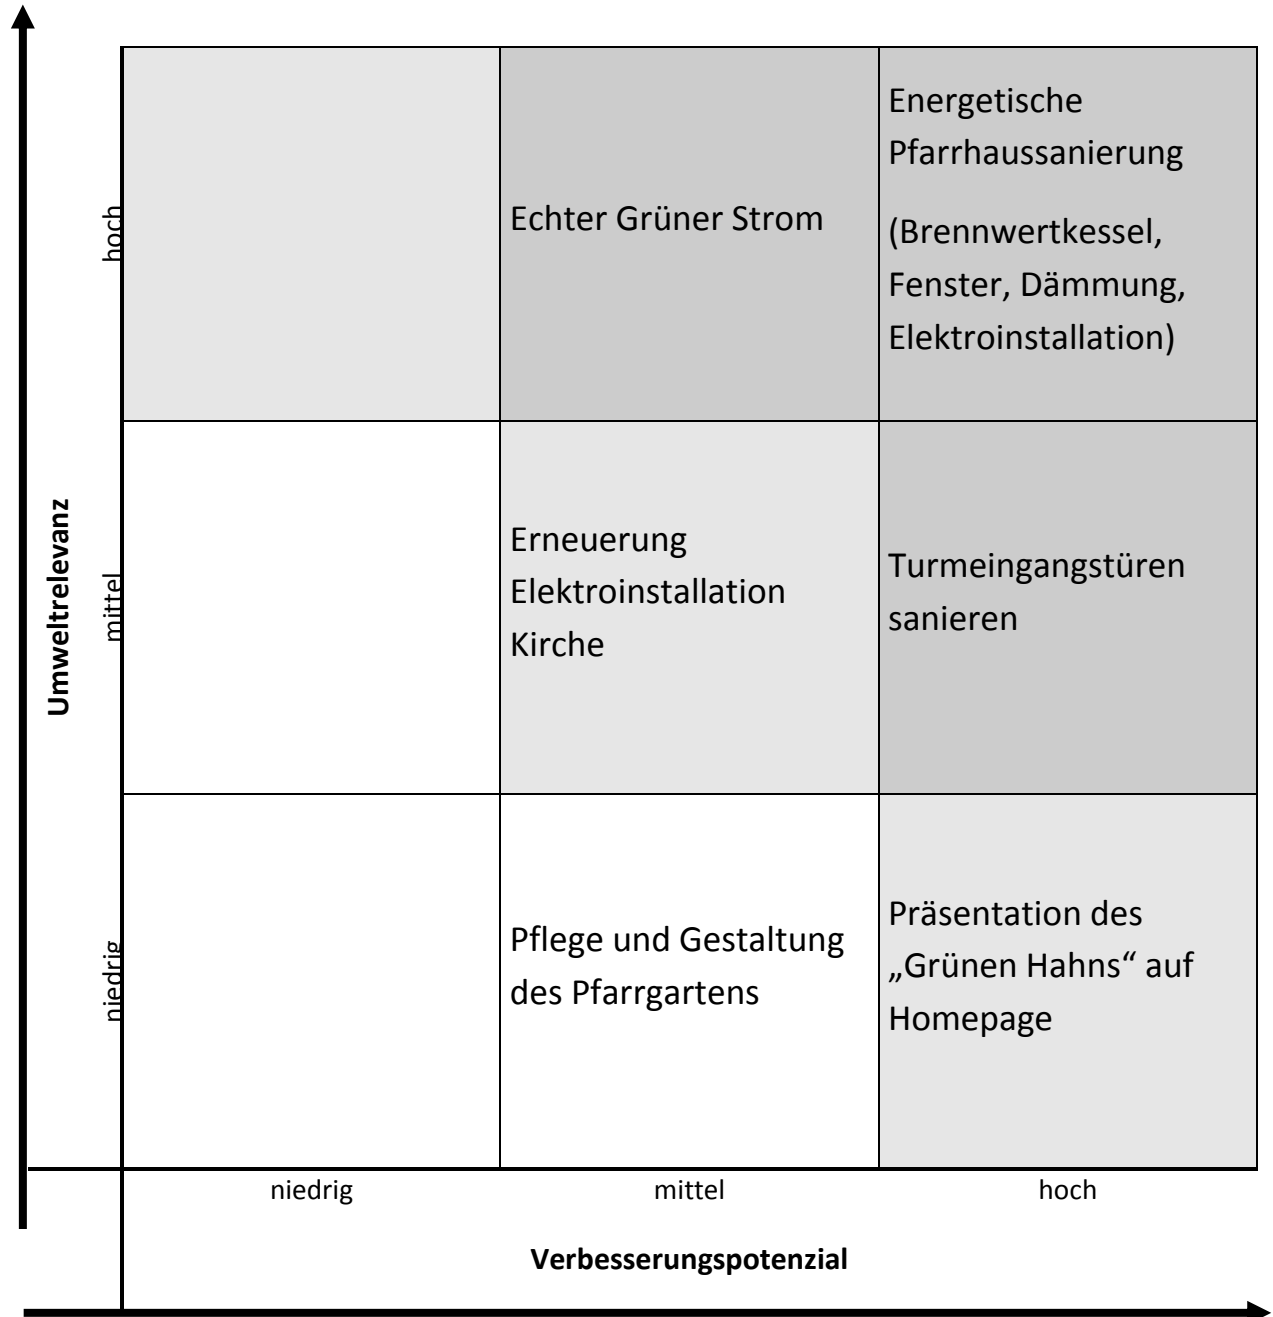 Umweltrelevanz
hoch
Echter Grüner Strom
Energetische
Pfarrhaussanierung
(Brennwertkessel,
Fenster, Dämmung,
Elektroinstallation)
mittel
Erneuerung
Elektroinstallation
Kirche
Turmeingangstüren
sanieren
niedrig
Pflege und Gestaltung
des Pfarrgartens
Präsentation des
„Grünen Hahns“ auf
Homepage
niedrig
mittel
hoch
Verbesserungspotenzial